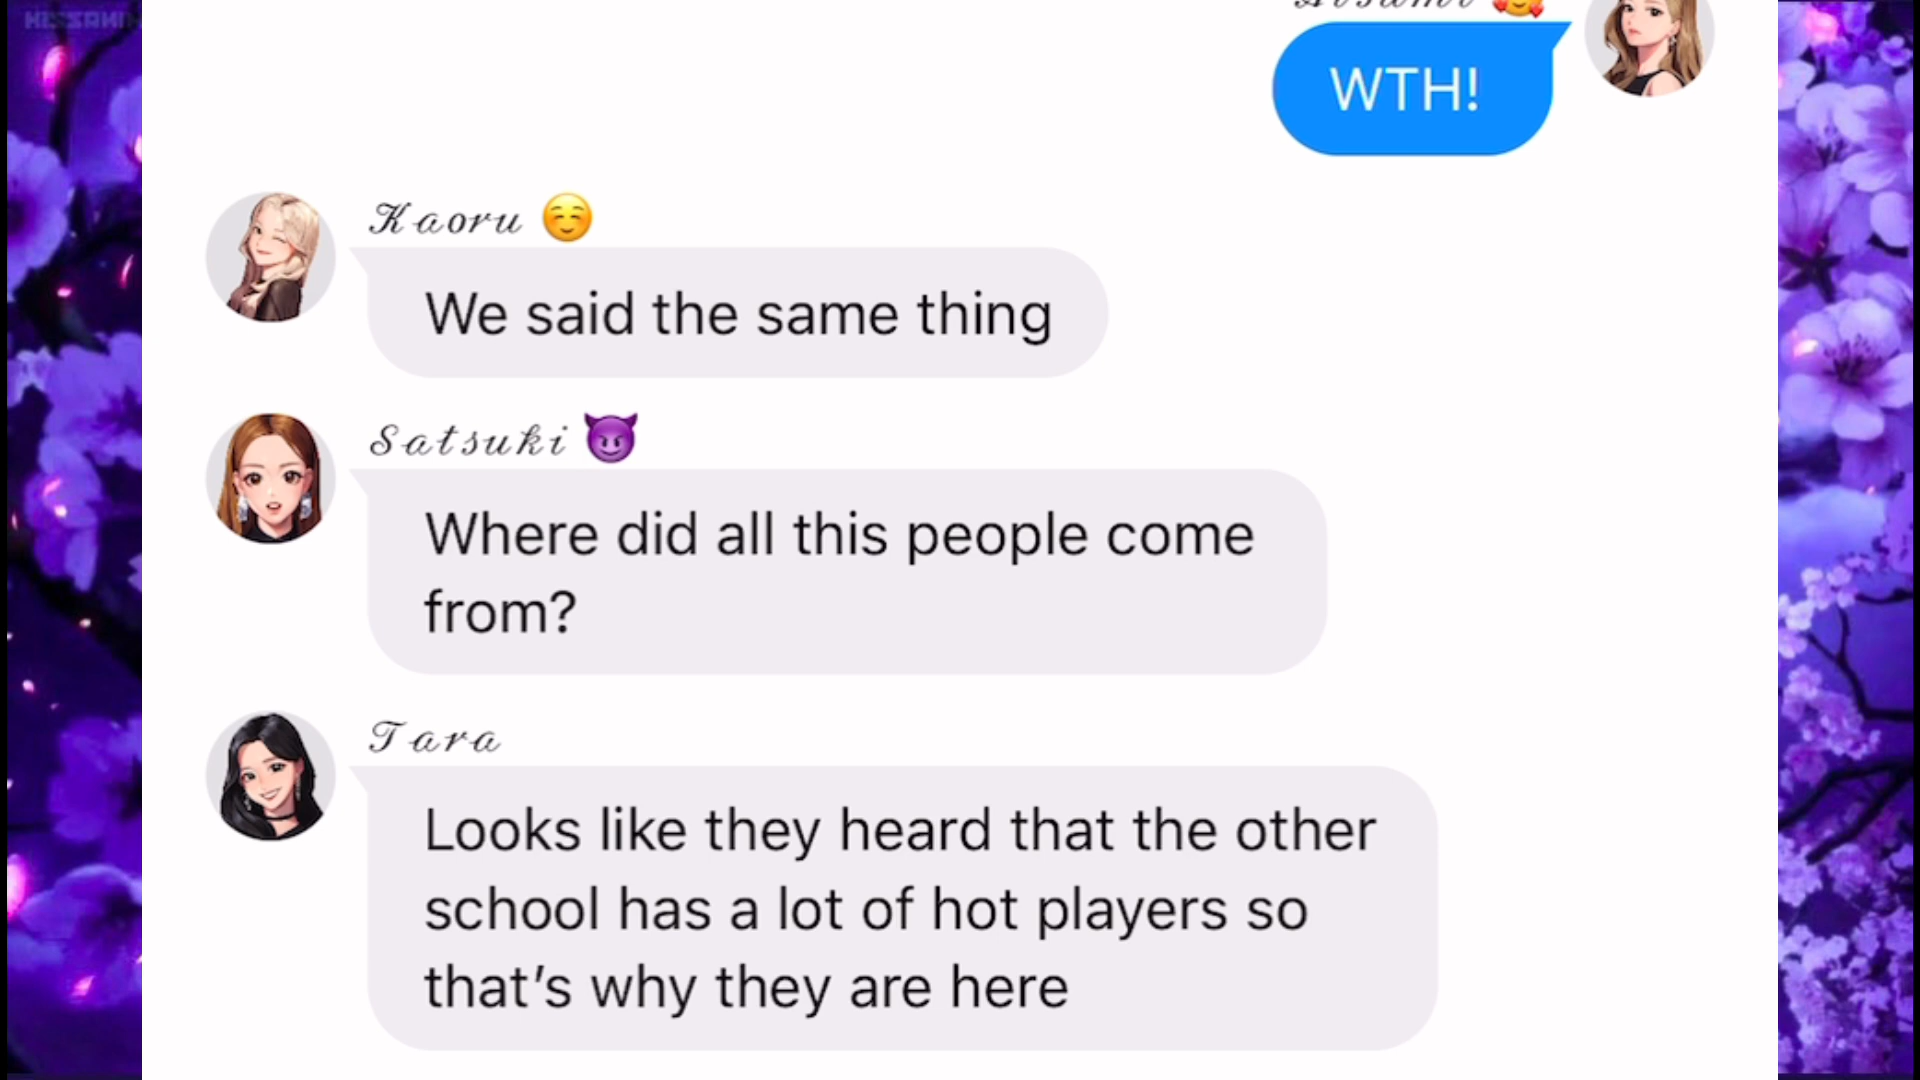 WTH!
Kaoru ☺️
We said the same thing
Satsuki 😈
Where did all this people come
from?
Tara
Looks like they heard that the other
school has a lot of hot players so
that's why they are here